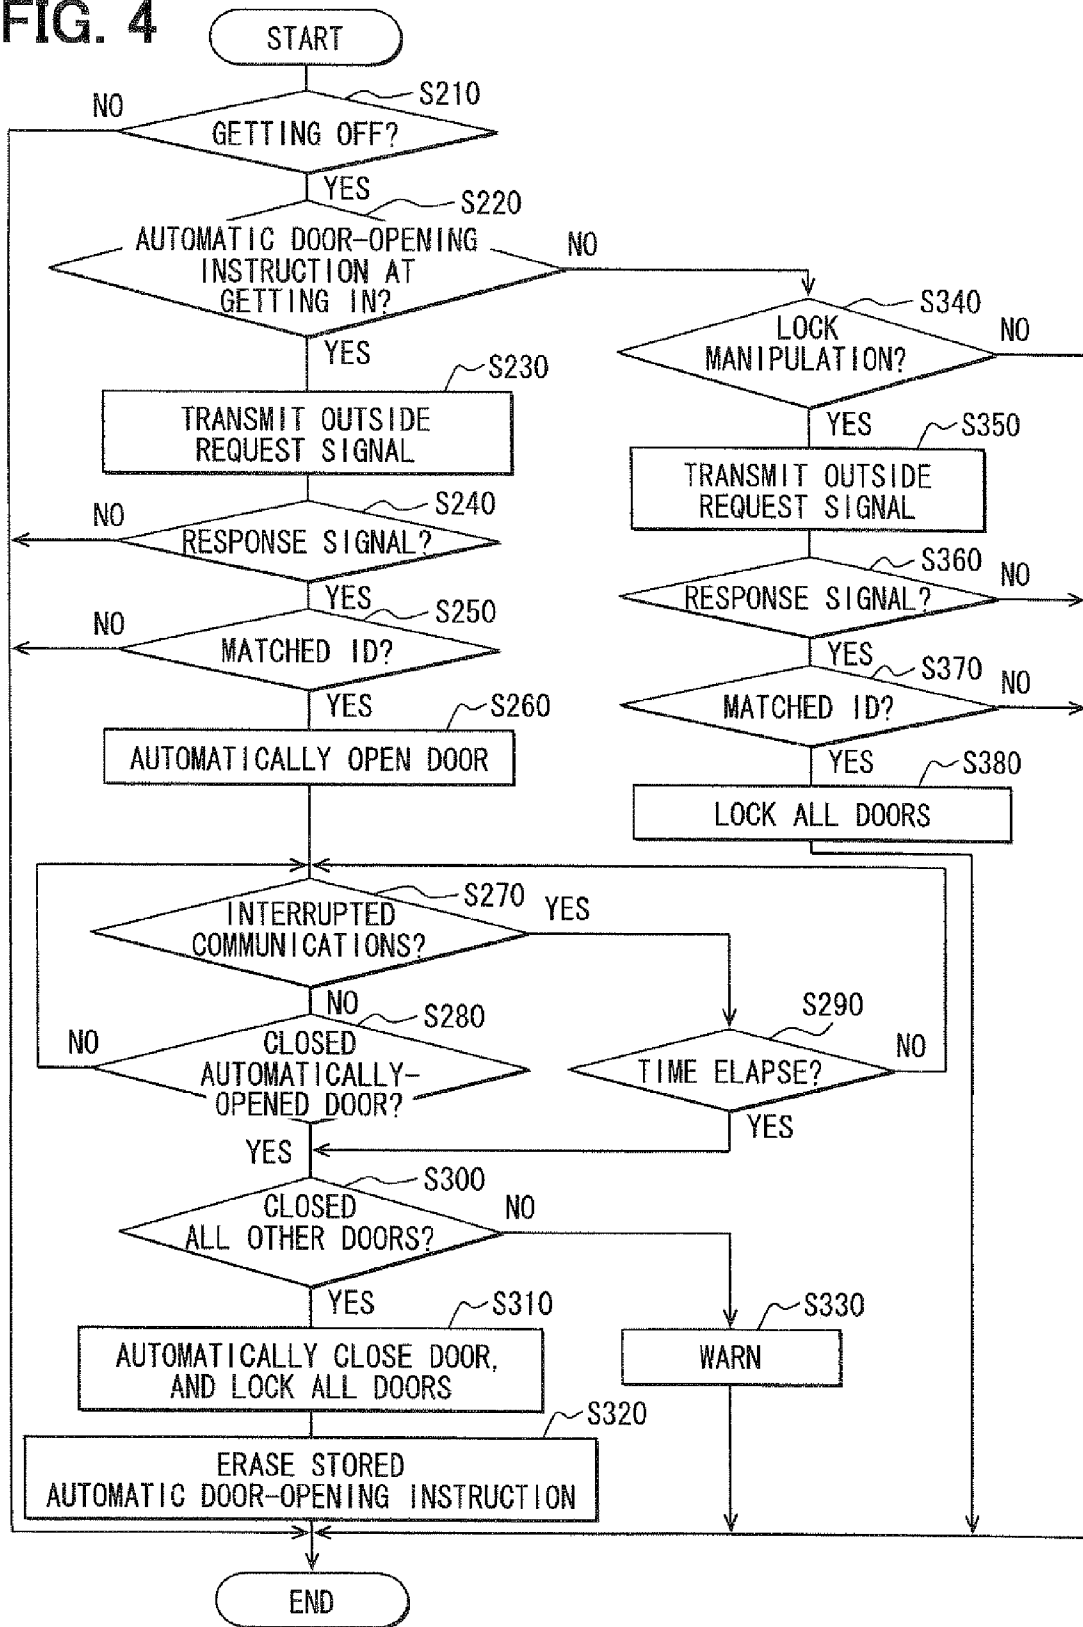 FIG. 4
START
S210
NO
GETTING OFF?
YES
S220
AUTOMATIC DOOR-OPENING
INSTRUCTION AT
GETTING IN?
NO
YES
S340
LOCK
MANIPULATION?
NO
YES
S230
TRANSMIT OUTSIDE
REQUEST SIGNAL
S350
TRANSMIT OUTSIDE
REQUEST SIGNAL
S240
NO
RESPONSE SIGNAL?
YES
S360
RESPONSE SIGNAL?
NO
YES
S250
NO
MATCHED ID?
YES
S370
MATCHED ID?
NO
YES
S260
AUTOMATICALLY OPEN DOOR
S380
LOCK ALL DOORS
S270
INTERRUPTED
COMMUNICATIONS?
YES
NO
S280
CLOSED
AUTOMATICALLY-
OPENED DOOR?
NO
YES
S290
TIME ELAPSE?
NO
YES
S300
CLOSED
ALL OTHER DOORS?
NO
YES
S310
AUTOMATICALLY CLOSE DOOR,
AND LOCK ALL DOORS
S330
WARN
S320
ERASE STORED
AUTOMATIC DOOR-OPENING INSTRUCTION
END